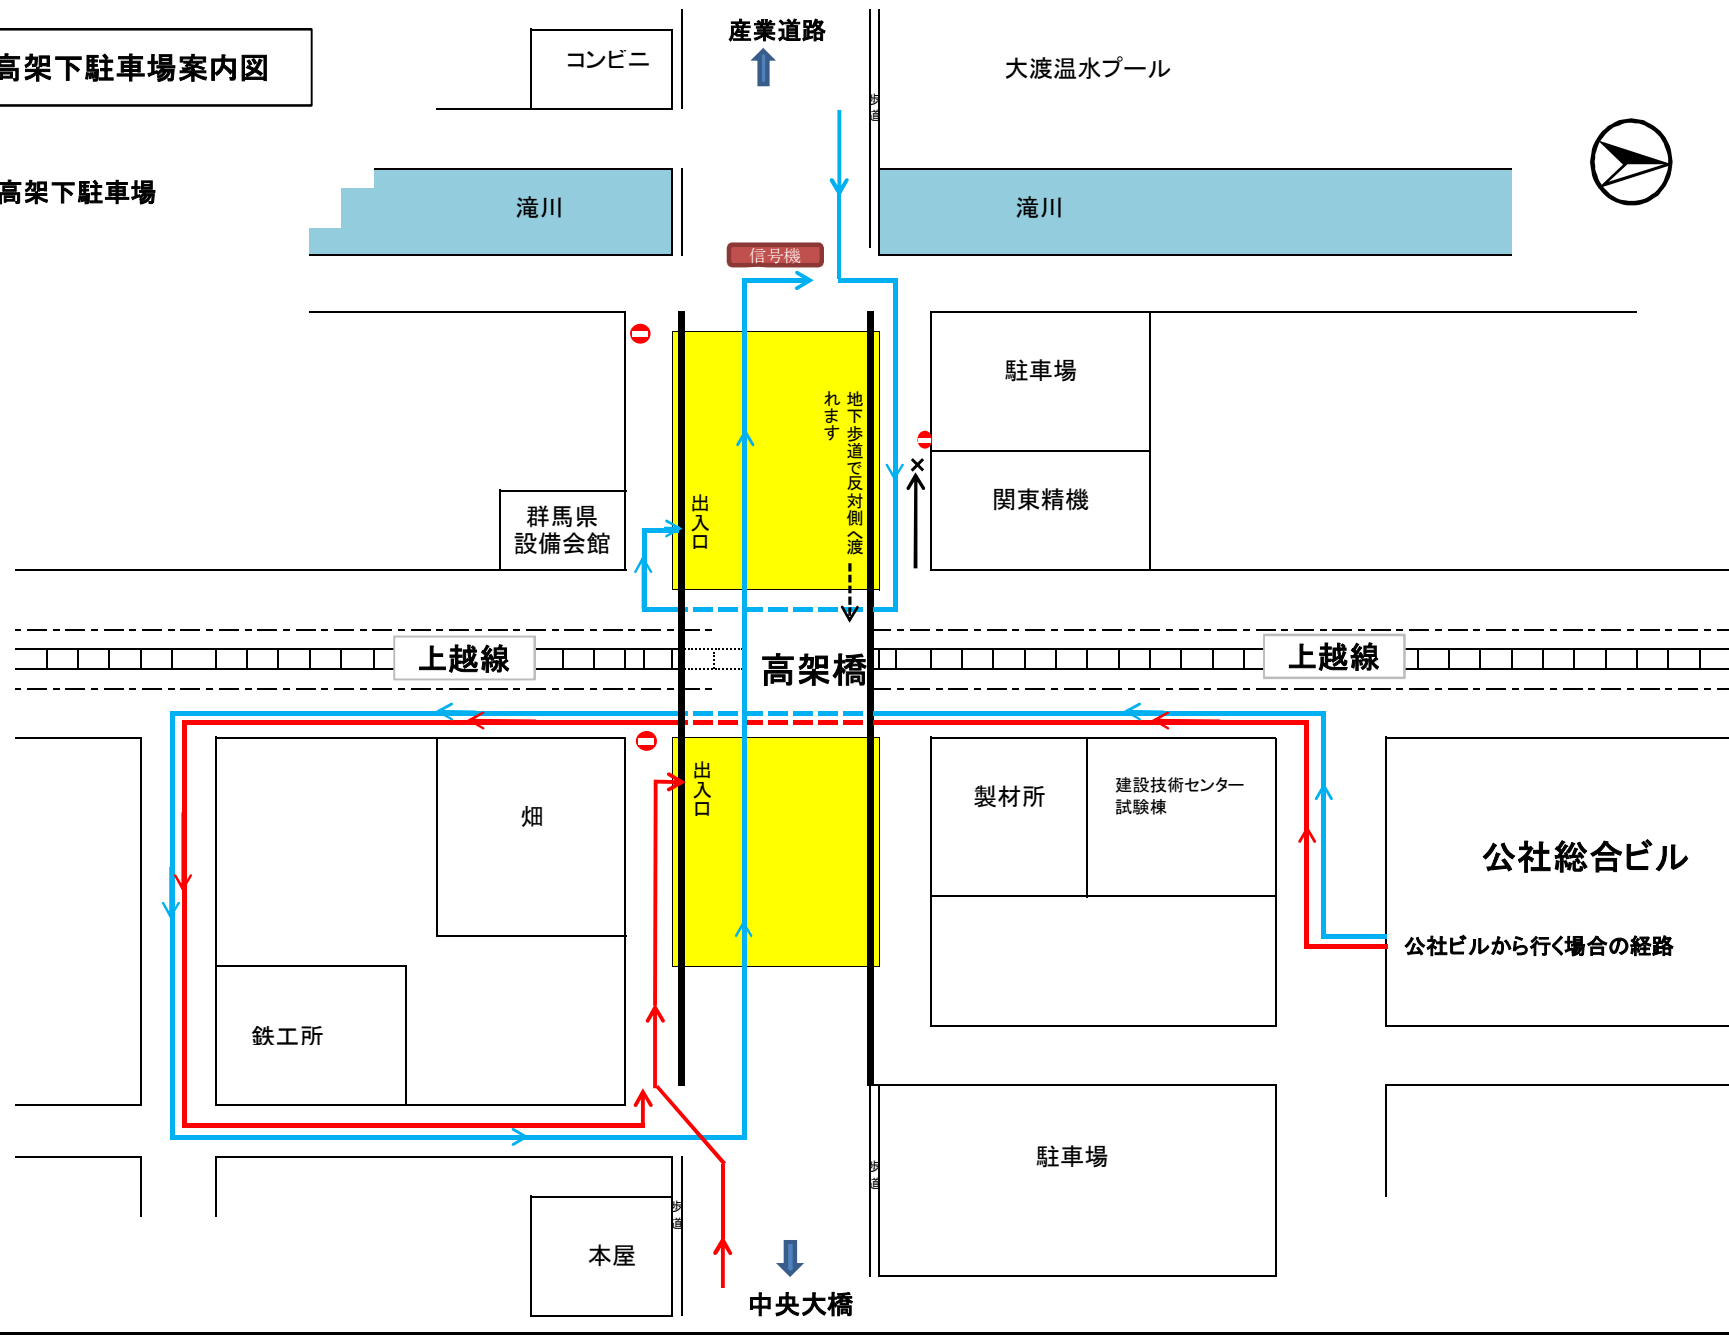 高架下駐車場案内図
高架下駐車場
産業道路
コンビニ
大渡温水プール
歩道
滝川
滝川
信号機
駐車場
地下歩道で反対側へ渡
れます
関東精機
出入口
群馬県
設備会館
上越線
高架橋
上越線
出入口
畑
製材所
建設技術センター
試験棟
公社総合ビル
公社ビルから行く場合の経路
鉄工所
駐車場
歩道
歩道
本屋
中央大橋